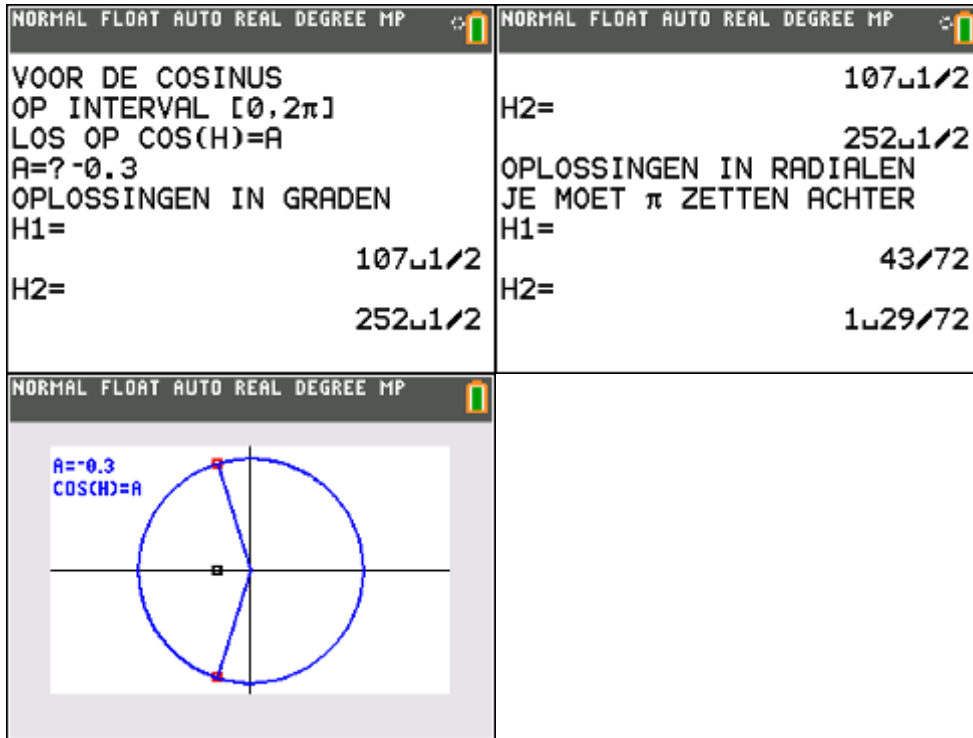 NORMAL FLOAT AUTO REAL DEGREE MP
VOOR DE COSINUS
OP INTERVAL [0,2π]
LOS OP COS(H)=A
A=?-0.3
OPLOSSINGEN IN GRADEN
H1=
107⌴1/2
H2=
252⌴1/2
NORMAL FLOAT AUTO REAL DEGREE MP
107⌴1/2
H2=
252⌴1/2
OPLOSSINGEN IN RADIALEN
JE MOET π ZETTEN ACHTER
H1=
43/72
H2=
1⌴29/72
NORMAL FLOAT AUTO REAL DEGREE MP
A=-0.3
COS(H)=A